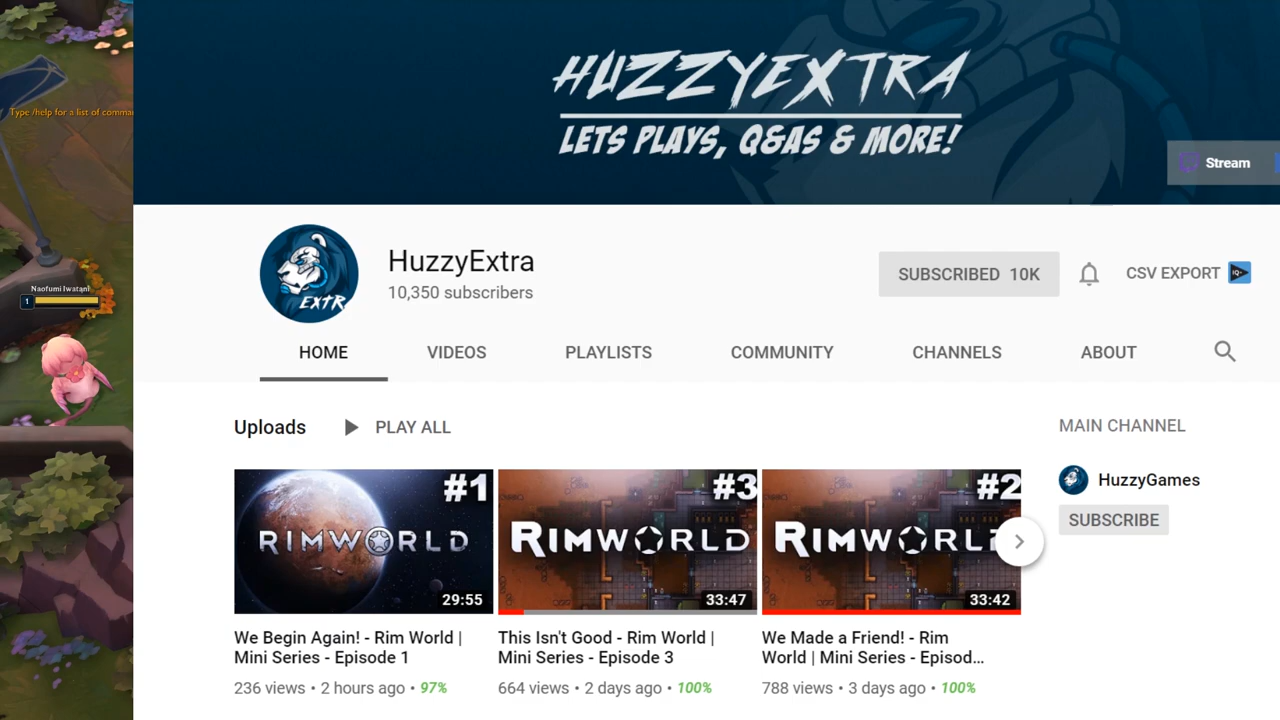 HUZZYEXTRA
LETS PLAYS, Q&AS & MORE!
Type /help for a list of comma
Stream
HuzzyExtra
10,350 subscribers
SUBSCRIBED 10K
CSV EXPORT IQ
EXTRA
Naofumi Iwatani
1
HOME
VIDEOS
PLAYLISTS
COMMUNITY
CHANNELS
ABOUT
Uploads
PLAY ALL
MAIN CHANNEL
HuzzyGames
SUBSCRIBE
#1
RIMWORLD
29:55
We Begin Again! - Rim World |
Mini Series - Episode 1
236 views • 2 hours ago • 97%
#3
RIMWORLD
33:47
This Isn't Good - Rim World |
Mini Series - Episode 3
664 views • 2 days ago • 100%
#2
RIMWORL
33:42
We Made a Friend! - Rim
World | Mini Series - Episod...
788 views • 3 days ago • 100%